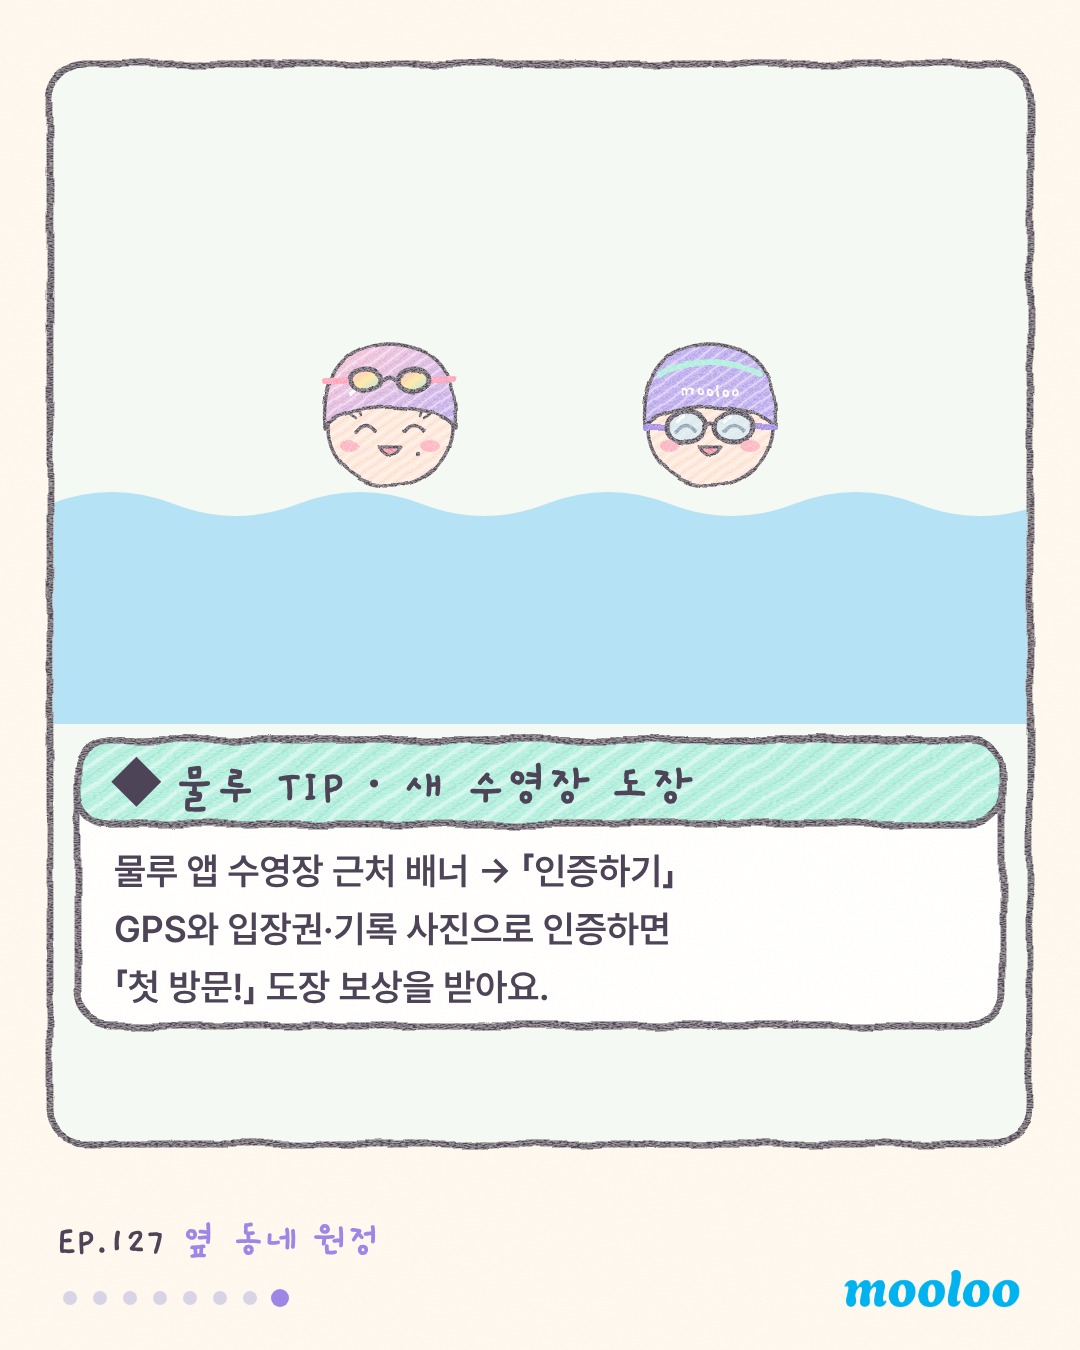 mooloo
◆ 물루 TIP · 새 수영장 도장
물루 앱 수영장 근처 배너 → 「인증하기」
GPS와 입장권·기록 사진으로 인증하면
「첫 방문!」 도장 보상을 받아요.
EP.127 옆 동네 원정
mooloo